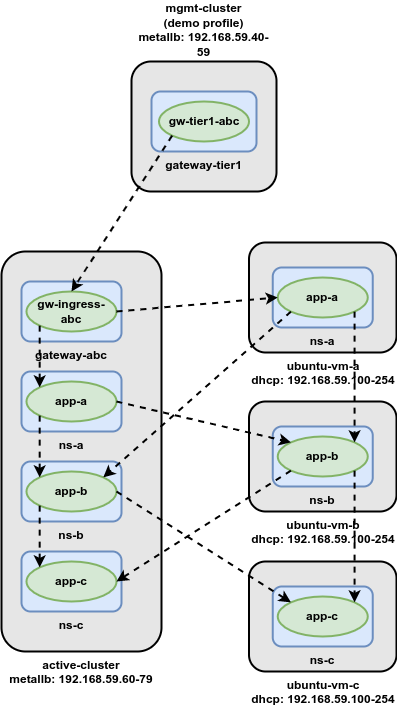 mgmt-cluster
(demo profile)
metallb: 192.168.59.40-
59
gw-tier1-abc
gateway-tier1
gw-ingress-
abc
gateway-abc
app-a
ns-a
app-b
ns-b
app-c
ns-c
active-cluster
metallb: 192.168.59.60-79
app-a
ns-a
ubuntu-vm-a
dhcp: 192.168.59.100-254
app-b
ns-b
ubuntu-vm-b
dhcp: 192.168.59.100-254
app-c
ns-c
ubuntu-vm-c
dhcp: 192.168.59.100-254